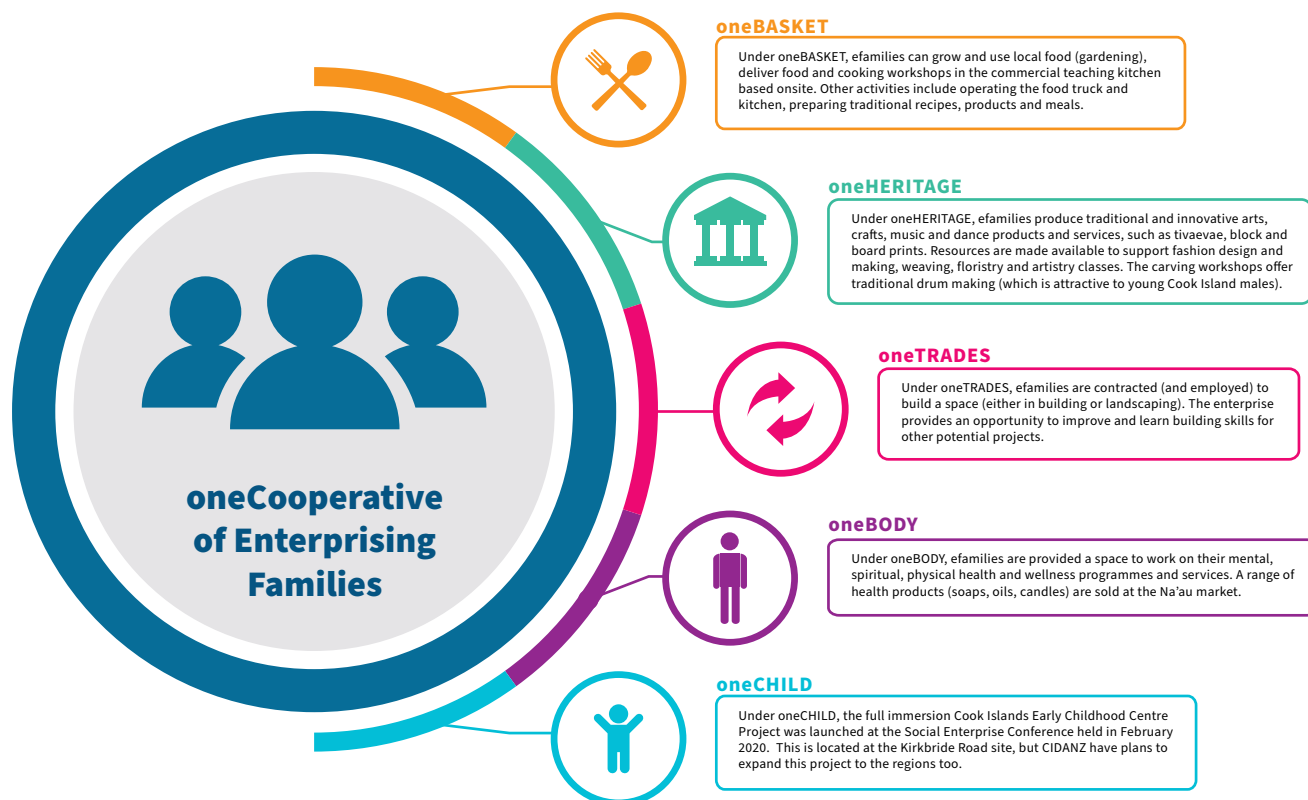 oneBASKET
Under oneBASKET, efamilies can grow and use local food (gardening),
deliver food and cooking workshops in the commercial teaching kitchen
based onsite. Other activities include operating the food truck and
kitchen, preparing traditional recipes, products and meals.
oneHERITAGE
Under oneHERITAGE, efamilies produce traditional and innovative arts,
crafts, music and dance products and services, such as tivaevae, block and
board prints. Resources are made available to support fashion design and
making, weaving, floristry and artistry classes. The carving workshops offer
traditional drum making (which is attractive to young Cook Island males).
oneTRADES
Under oneTRADES, efamilies are contracted (and employed) to
build a space (either in building or landscaping). The enterprise
provides an opportunity to improve and learn building skills for
other potential projects.
oneCooperative
of Enterprising
Families
oneBODY
Under oneBODY, efamilies are provided a space to work on their mental,
spiritual, physical health and wellness programmes and services. A range of
health products (soaps, oils, candles) are sold at the Na’au market.
oneCHILD
Under oneCHILD, the full immersion Cook Islands Early Childhood Centre
Project was launched at the Social Enterprise Conference held in February
2020.  This is located at the Kirkbride Road site, but CIDANZ have plans to
expand this project to the regions too.